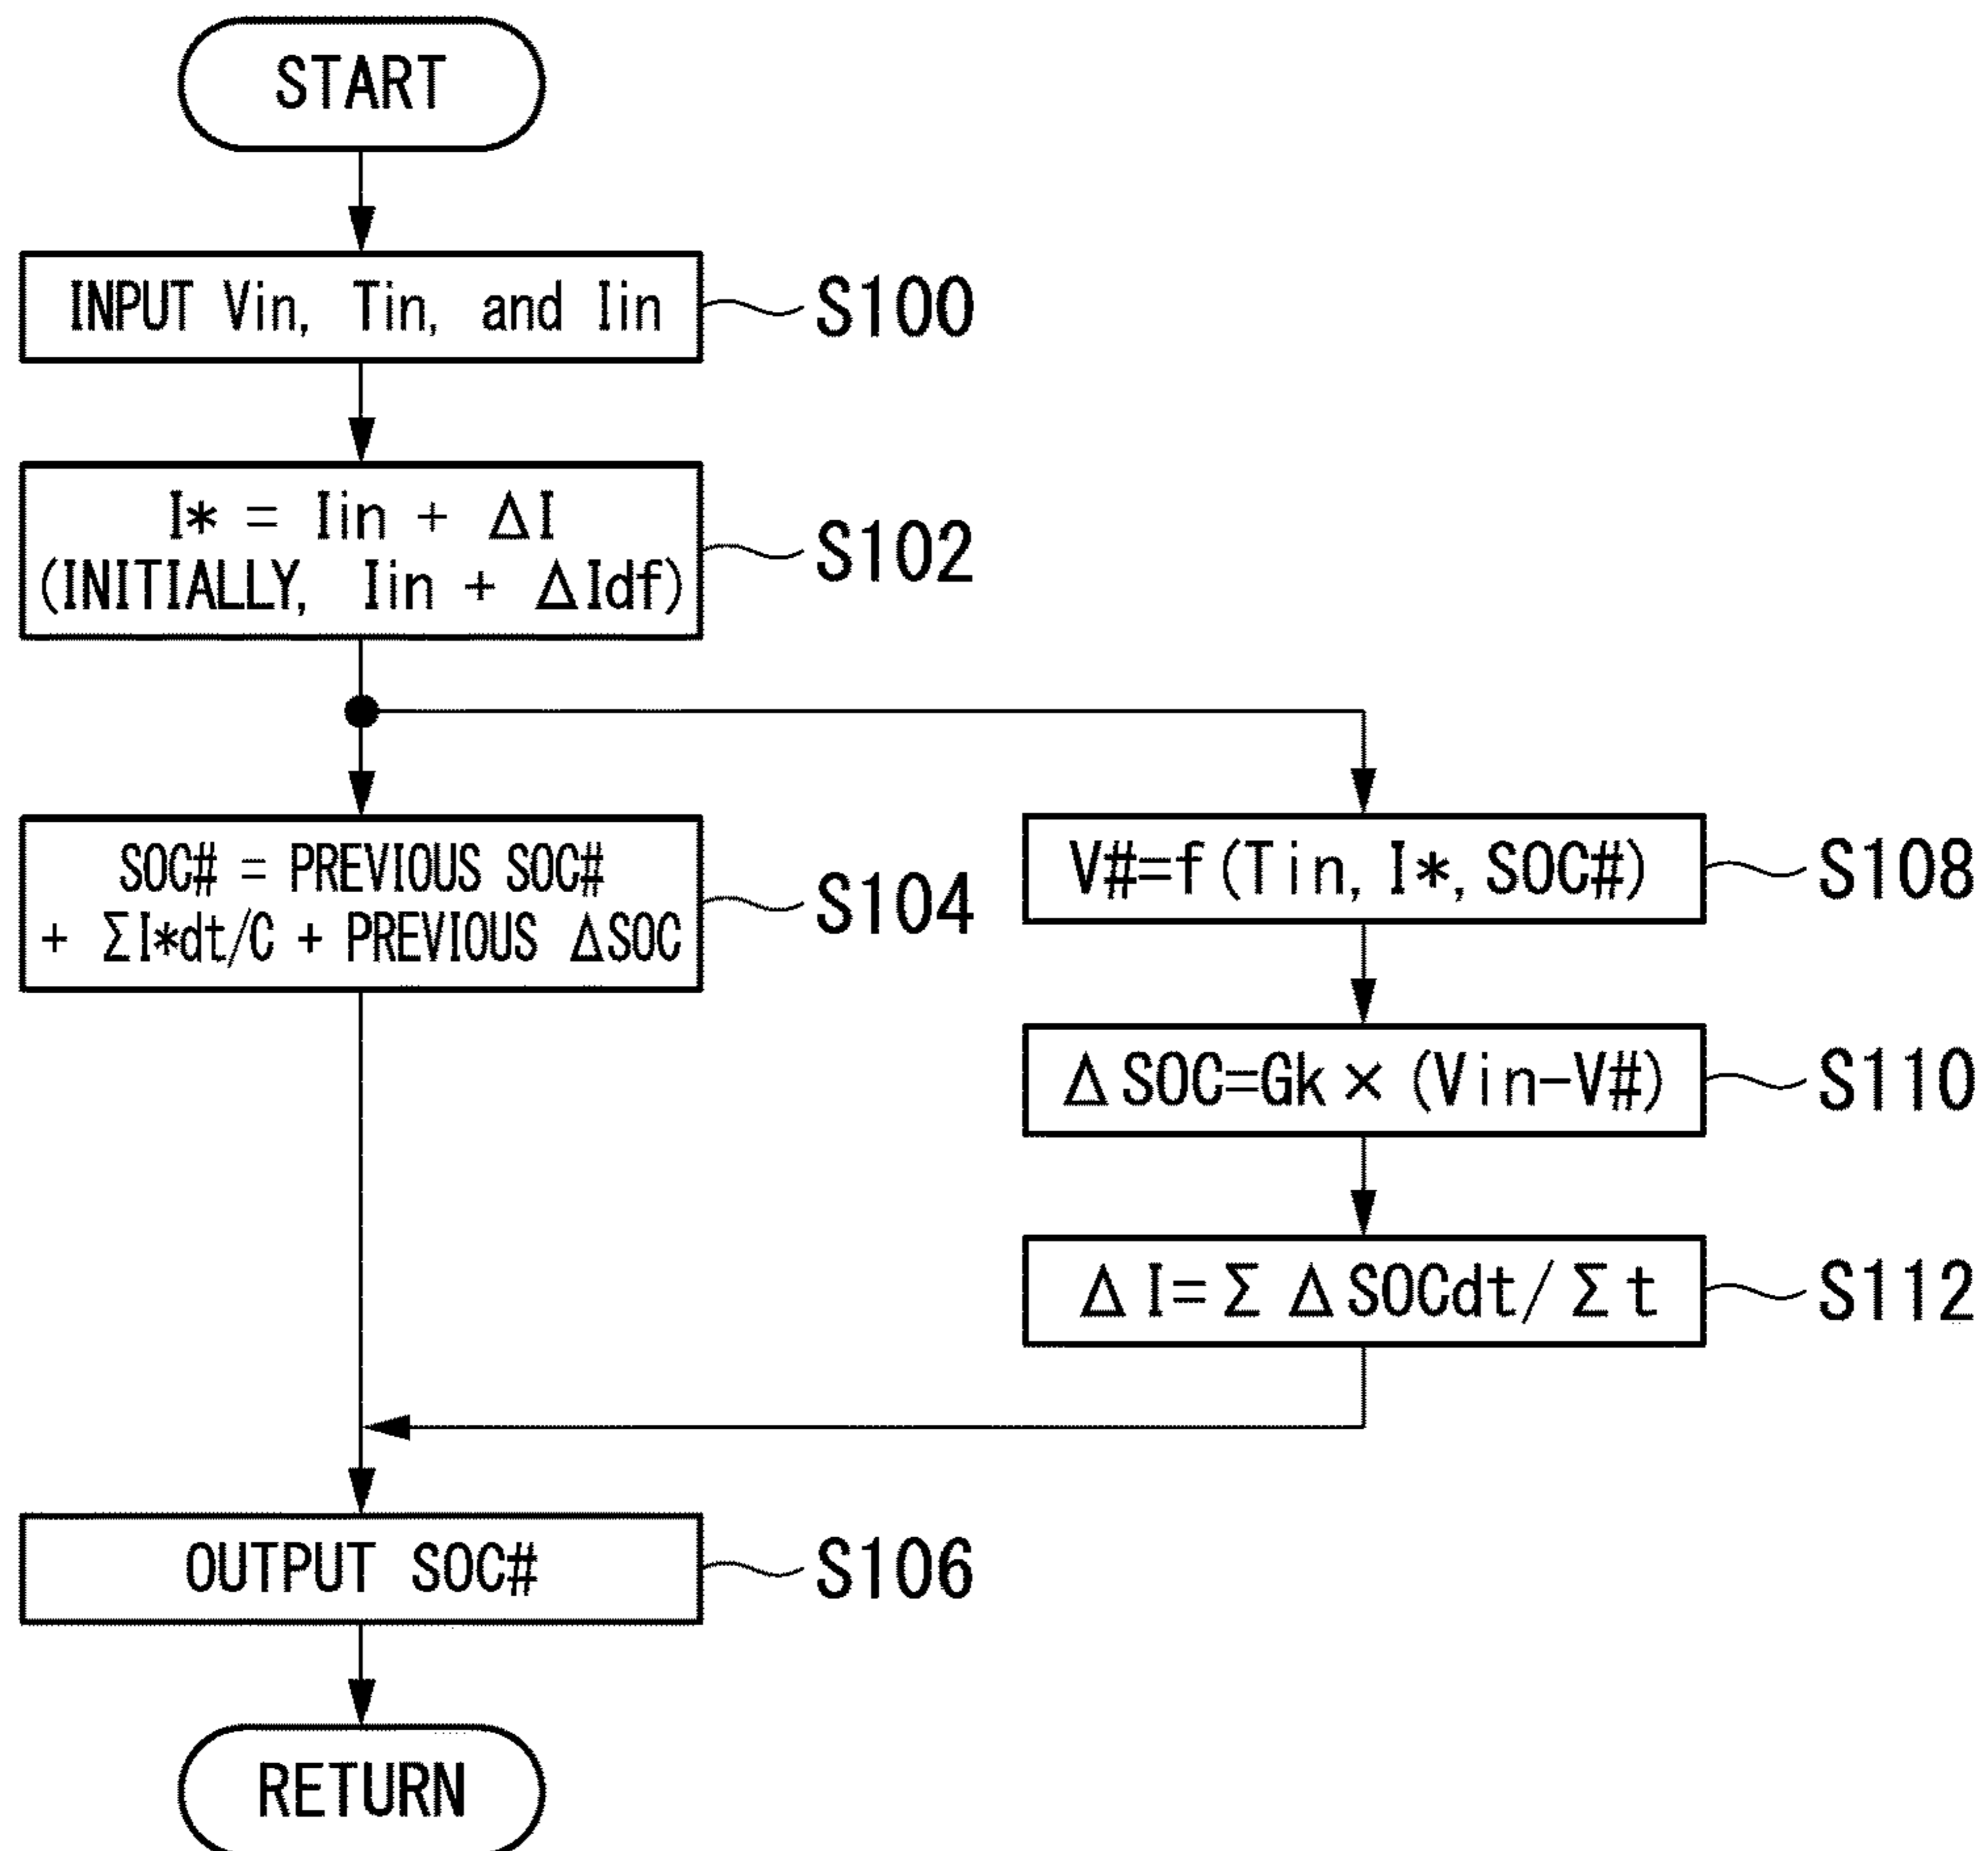 START
INPUT Vin, Tin, and Iin
S100
I* = Iin + ΔI
(INITIALLY, Iin + ΔIdf)
S102
SOC# = PREVIOUS SOC#
+ ΣI*dt/C + PREVIOUS ΔSOC
S104
V#=f(Tin, I*, SOC#)
S108
ΔSOC=Gk×(Vin-V#)
S110
ΔI=Σ ΔSOCdt/Σt
S112
OUTPUT SOC#
S106
RETURN